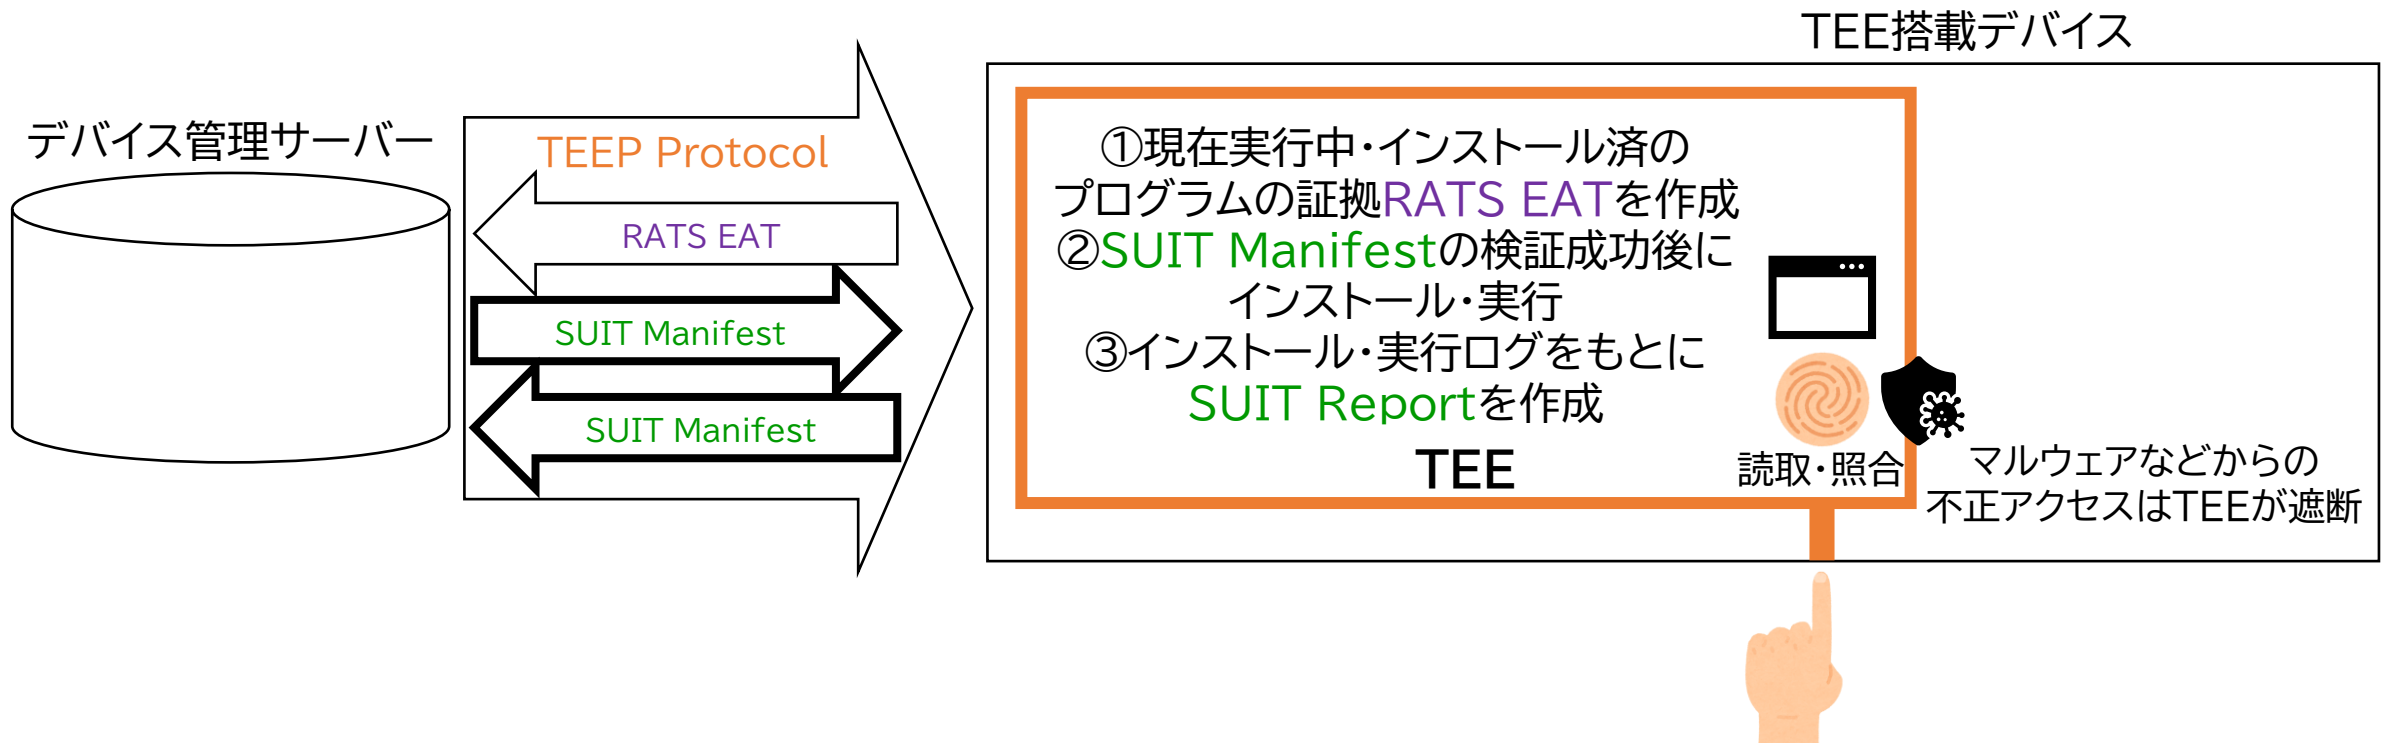 TEE搭載デバイス
デバイス管理サーバー
TEEP Protocol
RATS EAT
SUIT Manifest
SUIT Manifest
①現在実行中・インストール済の
プログラムの証拠RATS EATを作成
②SUIT Manifestの検証成功後に
インストール・実行
③インストール・実行ログをもとに
SUIT Reportを作成
TEE
読取・照合
マルウェアなどからの
不正アクセスはTEEが遮断